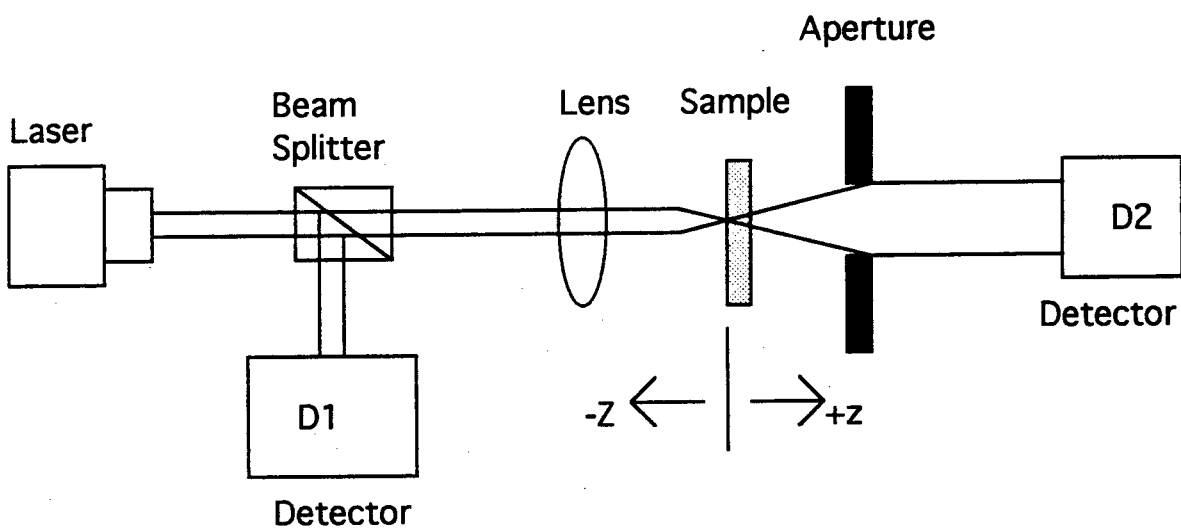 Aperture
Beam
Splitter
Lens
Sample
Laser
D2
Detector
D1
-Z
+z
Detector